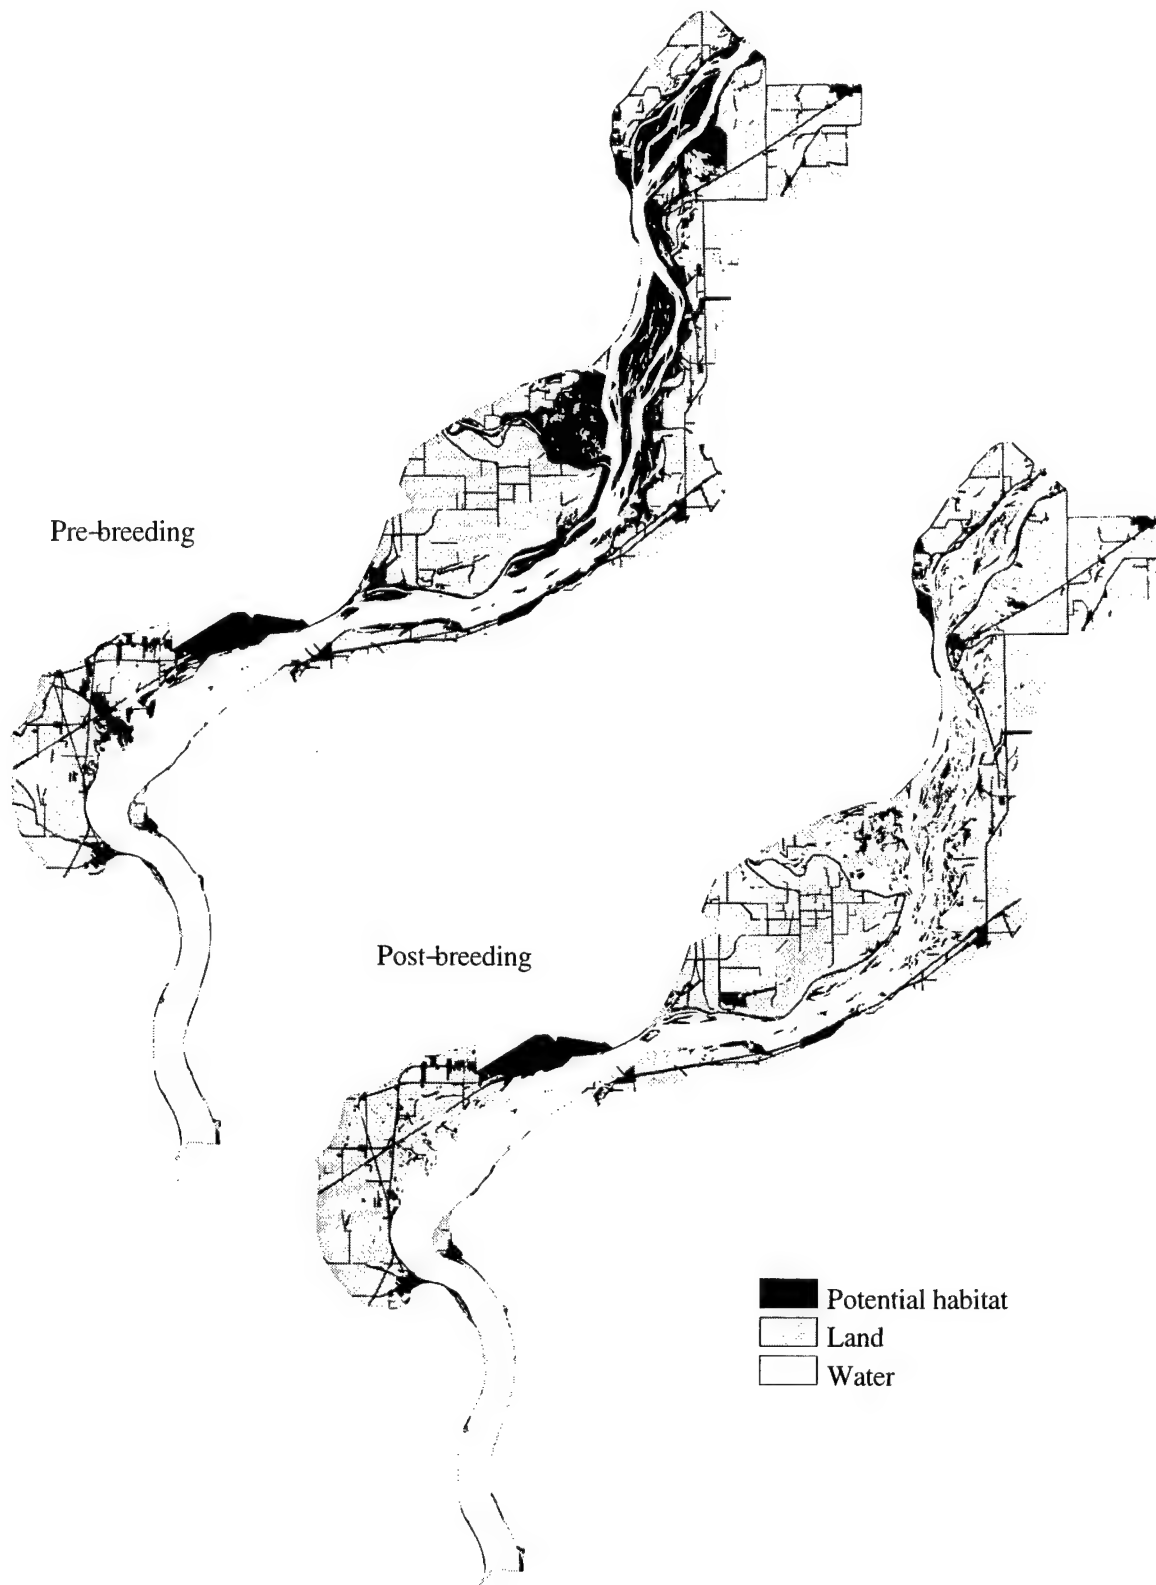 Pre-breeding
Post-breeding
Potential habitat
Land
Water